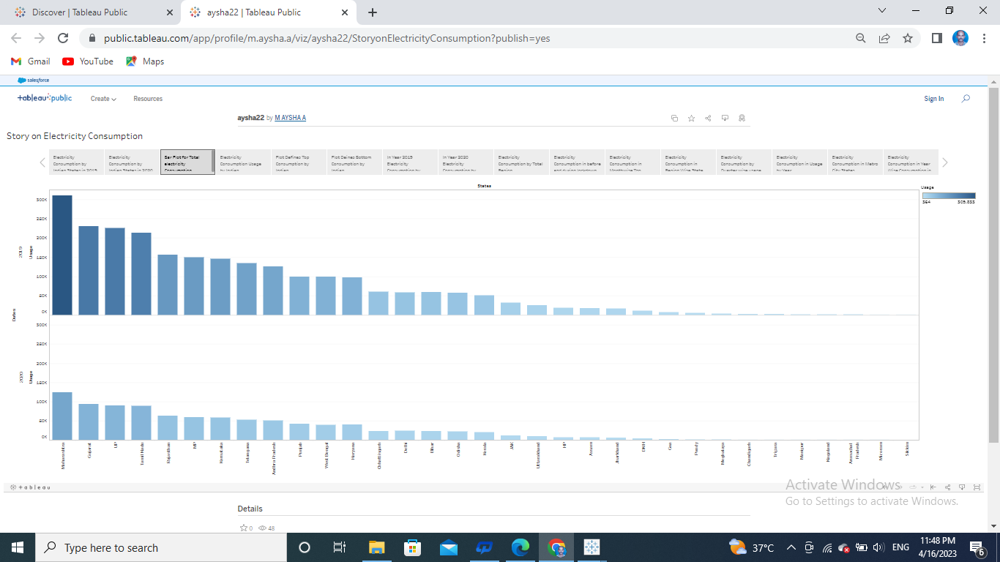 Discover | Tableau Public
aysha22 | Tableau Public
public.tableau.com/app/profile/m.aysha.a/viz/aysha22/StoryonElectricityConsumption?publish=yes
Gmail
YouTube
Maps
salesforce
+ableau public
Create
Resources
Sign In
aysha22 by M AYSHA A
Story on Electricity Consumption
Electricity
Consumption by
Indian States in 2019
Electricity
Consumption by
Indian States in 2020
Bar Plot for Total
electricity
Consumption
Electricity
Consumption Usage
by Indian
Plot Defines Top
Consumption by
Indian
Plot Deines Bottom
Consumption by
Indian
In Year 2019
Electricity
Consumption by
In Year 2020
Electricity
Consumption by
Electricity
Consumption by Total
Region
Electricity
Consumption in before
and during lockdown
Electricity
Consumption in
Monthwise Top
Electricity
Consumption in
Region Wise State
Electricity
Consumption by
Quarter wise usage
Electricity
Consumption in Usage
by Year
Electricity
Consumption in Metro
City States
Electricity
Consumption in Year
Wise Consumption in
States
Usage
364
309,835
Dates
2019
Usage
300K
250K
200K
150K
100K
50K
0K
2020
Usage
300K
250K
200K
150K
100K
50K
0K
Maharashtra
Gujarat
UP
Tamil Nadu
Rajasthan
MP
Karnataka
Telangana
Andhra Pradesh
Punjab
West Bengal
Haryana
Chhattisgarh
Delhi
Bihar
Odisha
Kerala
J&K
Uttarakhand
HP
Assam
Jharkhand
DNH
Goa
Pondy
Meghalaya
Chandigarh
Tripura
Manipur
Nagaland
Arunachal
Pradesh
Mizoram
Sikkim
+ableau
Activate Windows
Go to Settings to activate Windows.
Details
0
48
Type here to search
37°C
ENG
11:48 PM
4/16/2023
6